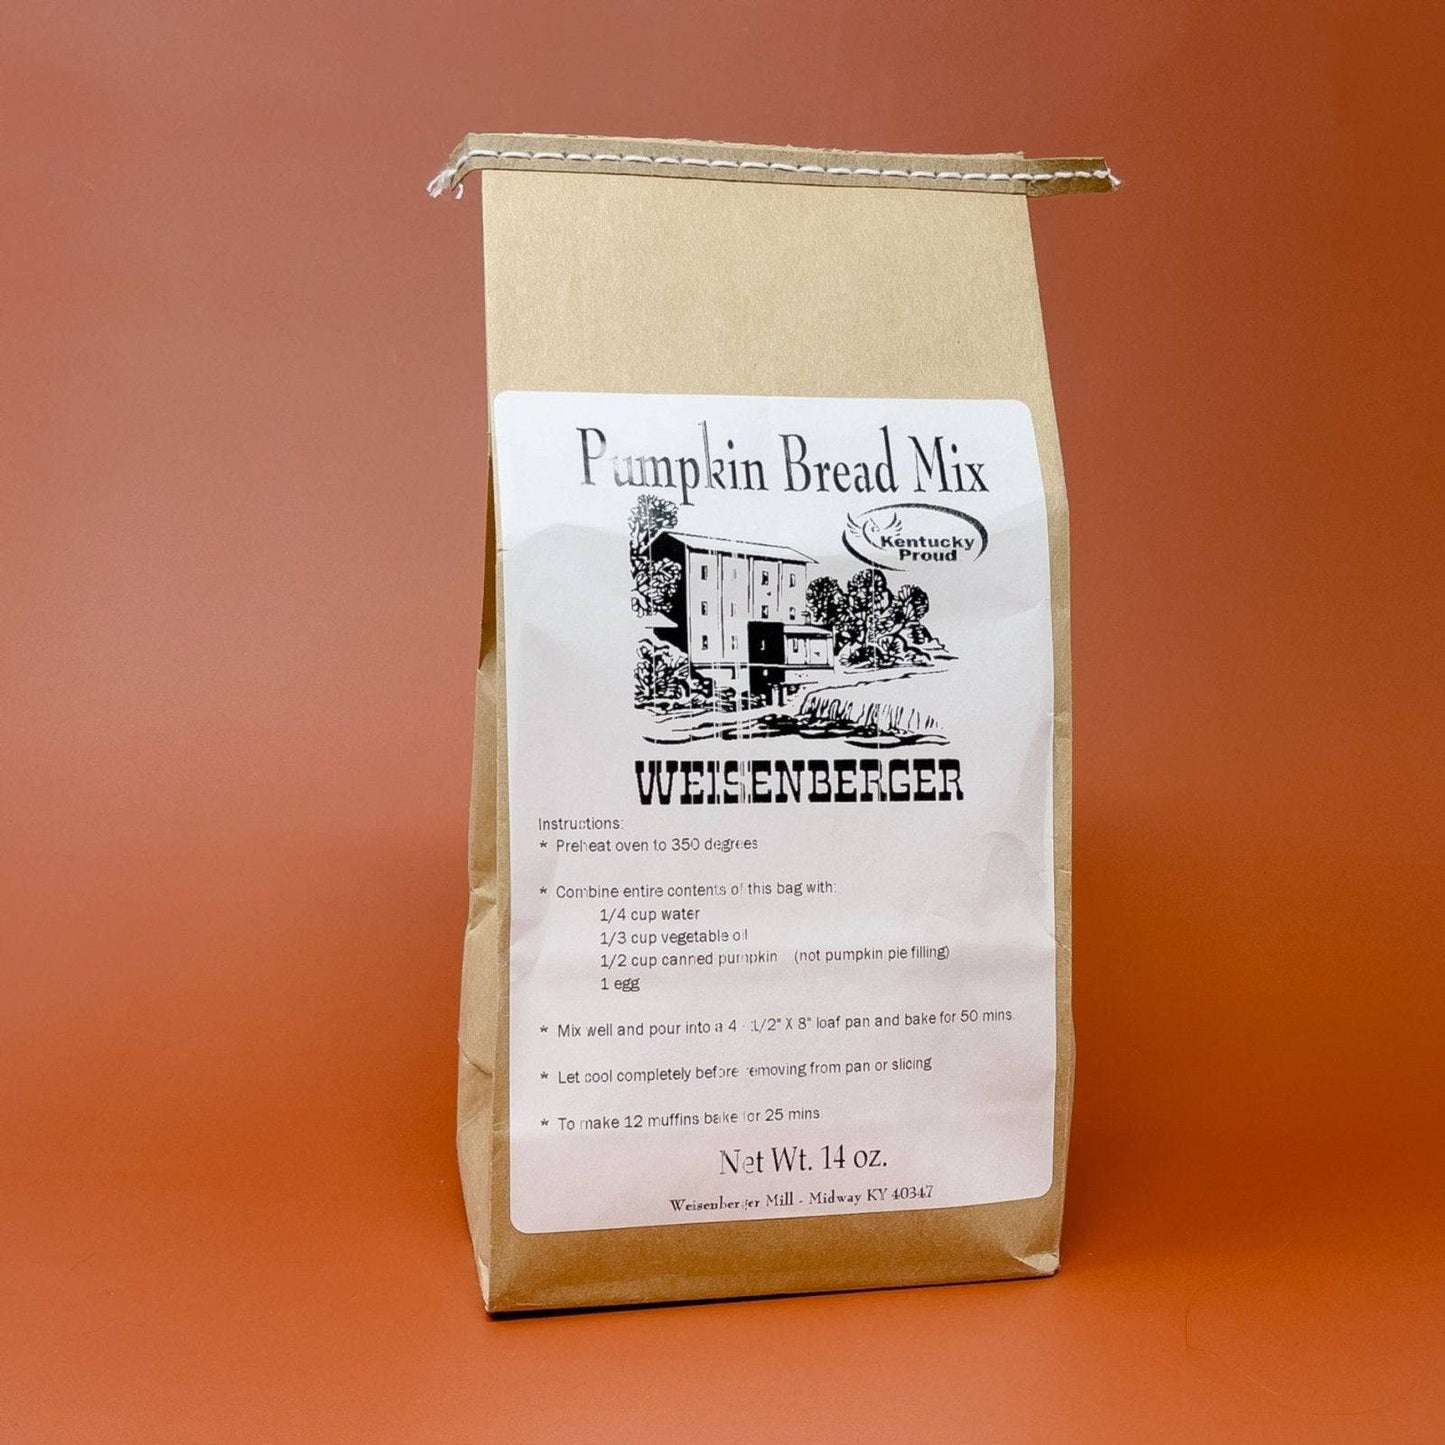 Pumpkin Bread Mix
Kentucky
Proud
WEISENBERGER
Instructions:
* Preheat oven to 350 degrees
* Combine entire contents of this bag with:
1/4 cup water
1/3 cup vegetable oil
1/2 cup canned pumpkin (not pumpkin pie filling)
1 egg
* Mix well and pour into a 4 - 1/2" X 8" loaf pan and bake for 50 mins.
* Let cool completely before removing from pan or slicing
* To make 12 muffins bake for 25 mins.
Net Wt. 14 oz.
Weisenberger Mill - Midway KY 40347